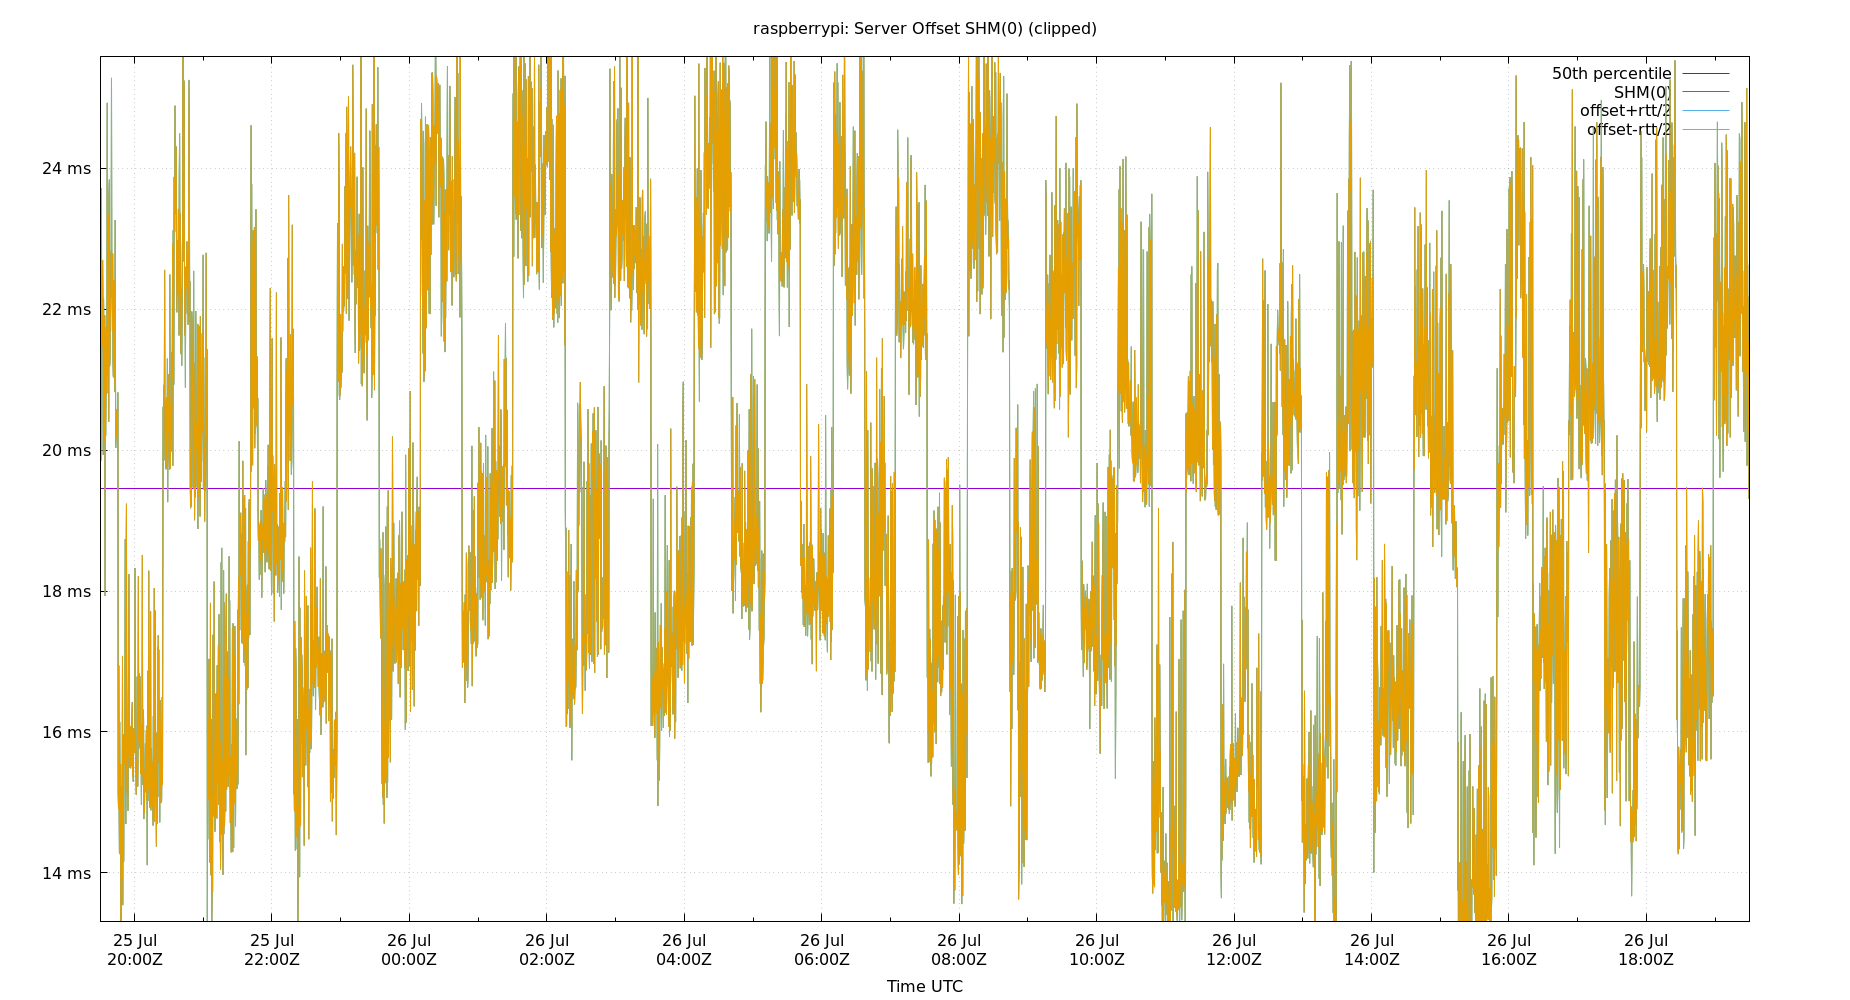 raspberrypi: Server Offset SHM(0) (clipped)
50th percentile
SHM(0)
offset+rtt/2
offset-rtt/2
24 ms
22 ms
20 ms
18 ms
16 ms
14 ms
25 Jul 25 Jul 26 Jul 26 Jul 26 Jul 26 Jul 26 Jul 26 Jul 26 Jul 26 Jul 26 Jul 26 Jul
20:00Z 22:00Z 00:00Z 02:00Z 04:00Z 06:00Z 08:00Z 10:00Z 12:00Z 14:00Z 16:00Z 18:00Z
Time UTC